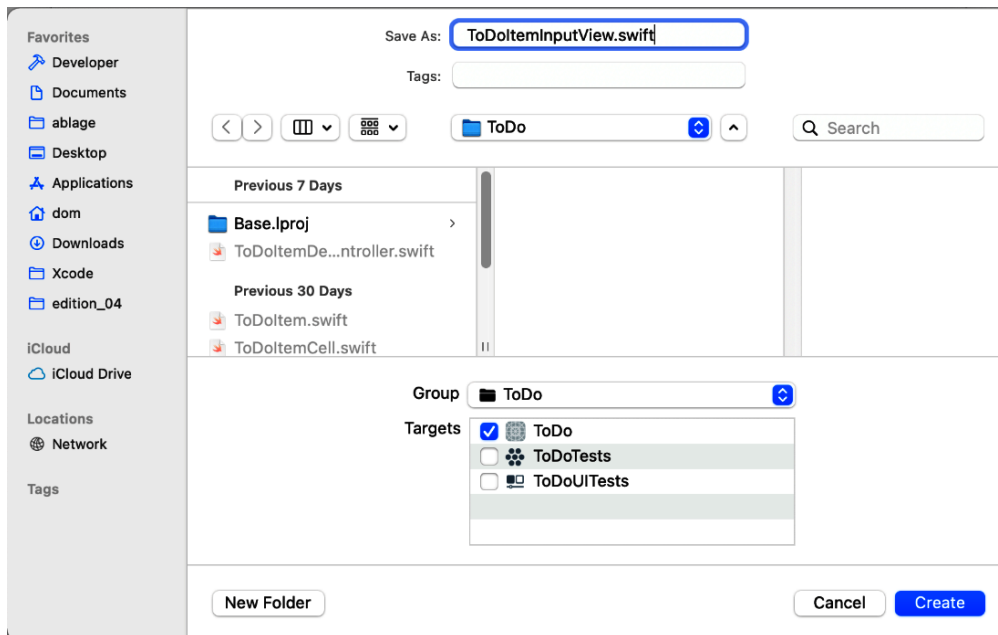 Favorites
Developer
Documents
ablage
Desktop
Applications
dom
Downloads
Xcode
edition_04
iCloud
iCloud Drive
Locations
Network
Tags
Save As: ToDoItemInputView.swift
Tags:
ToDo
Search
Previous 7 Days
Base.lproj
ToDoItemDe...ntroller.swift
Previous 30 Days
ToDoItem.swift
ToDoItemCell.swift
Group ToDo
Targets ToDo
ToDoTests
ToDoUITests
New Folder Cancel Create